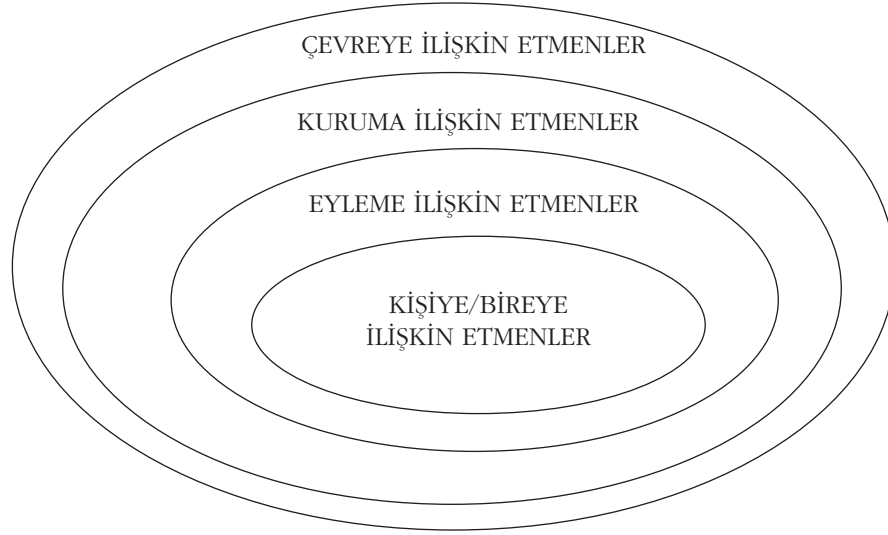 ÇEVREYE İLİŞKİN ETMENLER
KURUMA İLİŞKİN ETMENLER
EYLEME İLİŞKİN ETMENLER
KİŞİYE/BİREYE
İLİŞKİN ETMENLER